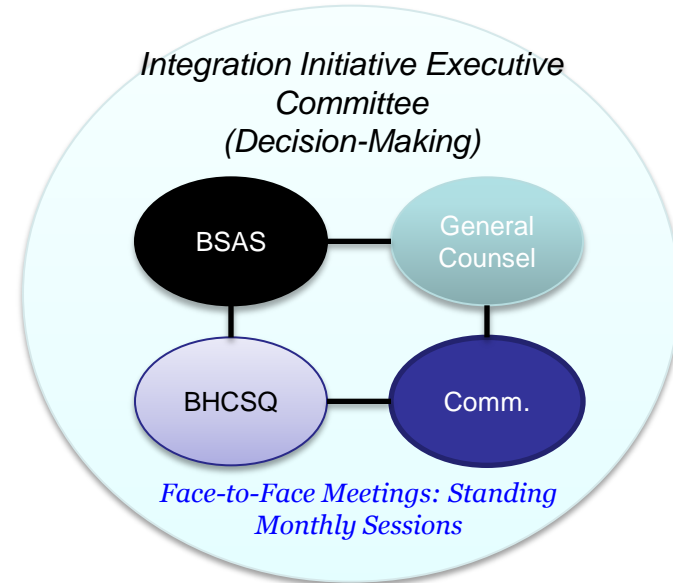 Integration Initiative Executive
Committee
(Decision-Making)
BSAS
General
Counsel
BHCSQ
Comm.
Face-to-Face Meetings: Standing
Monthly Sessions